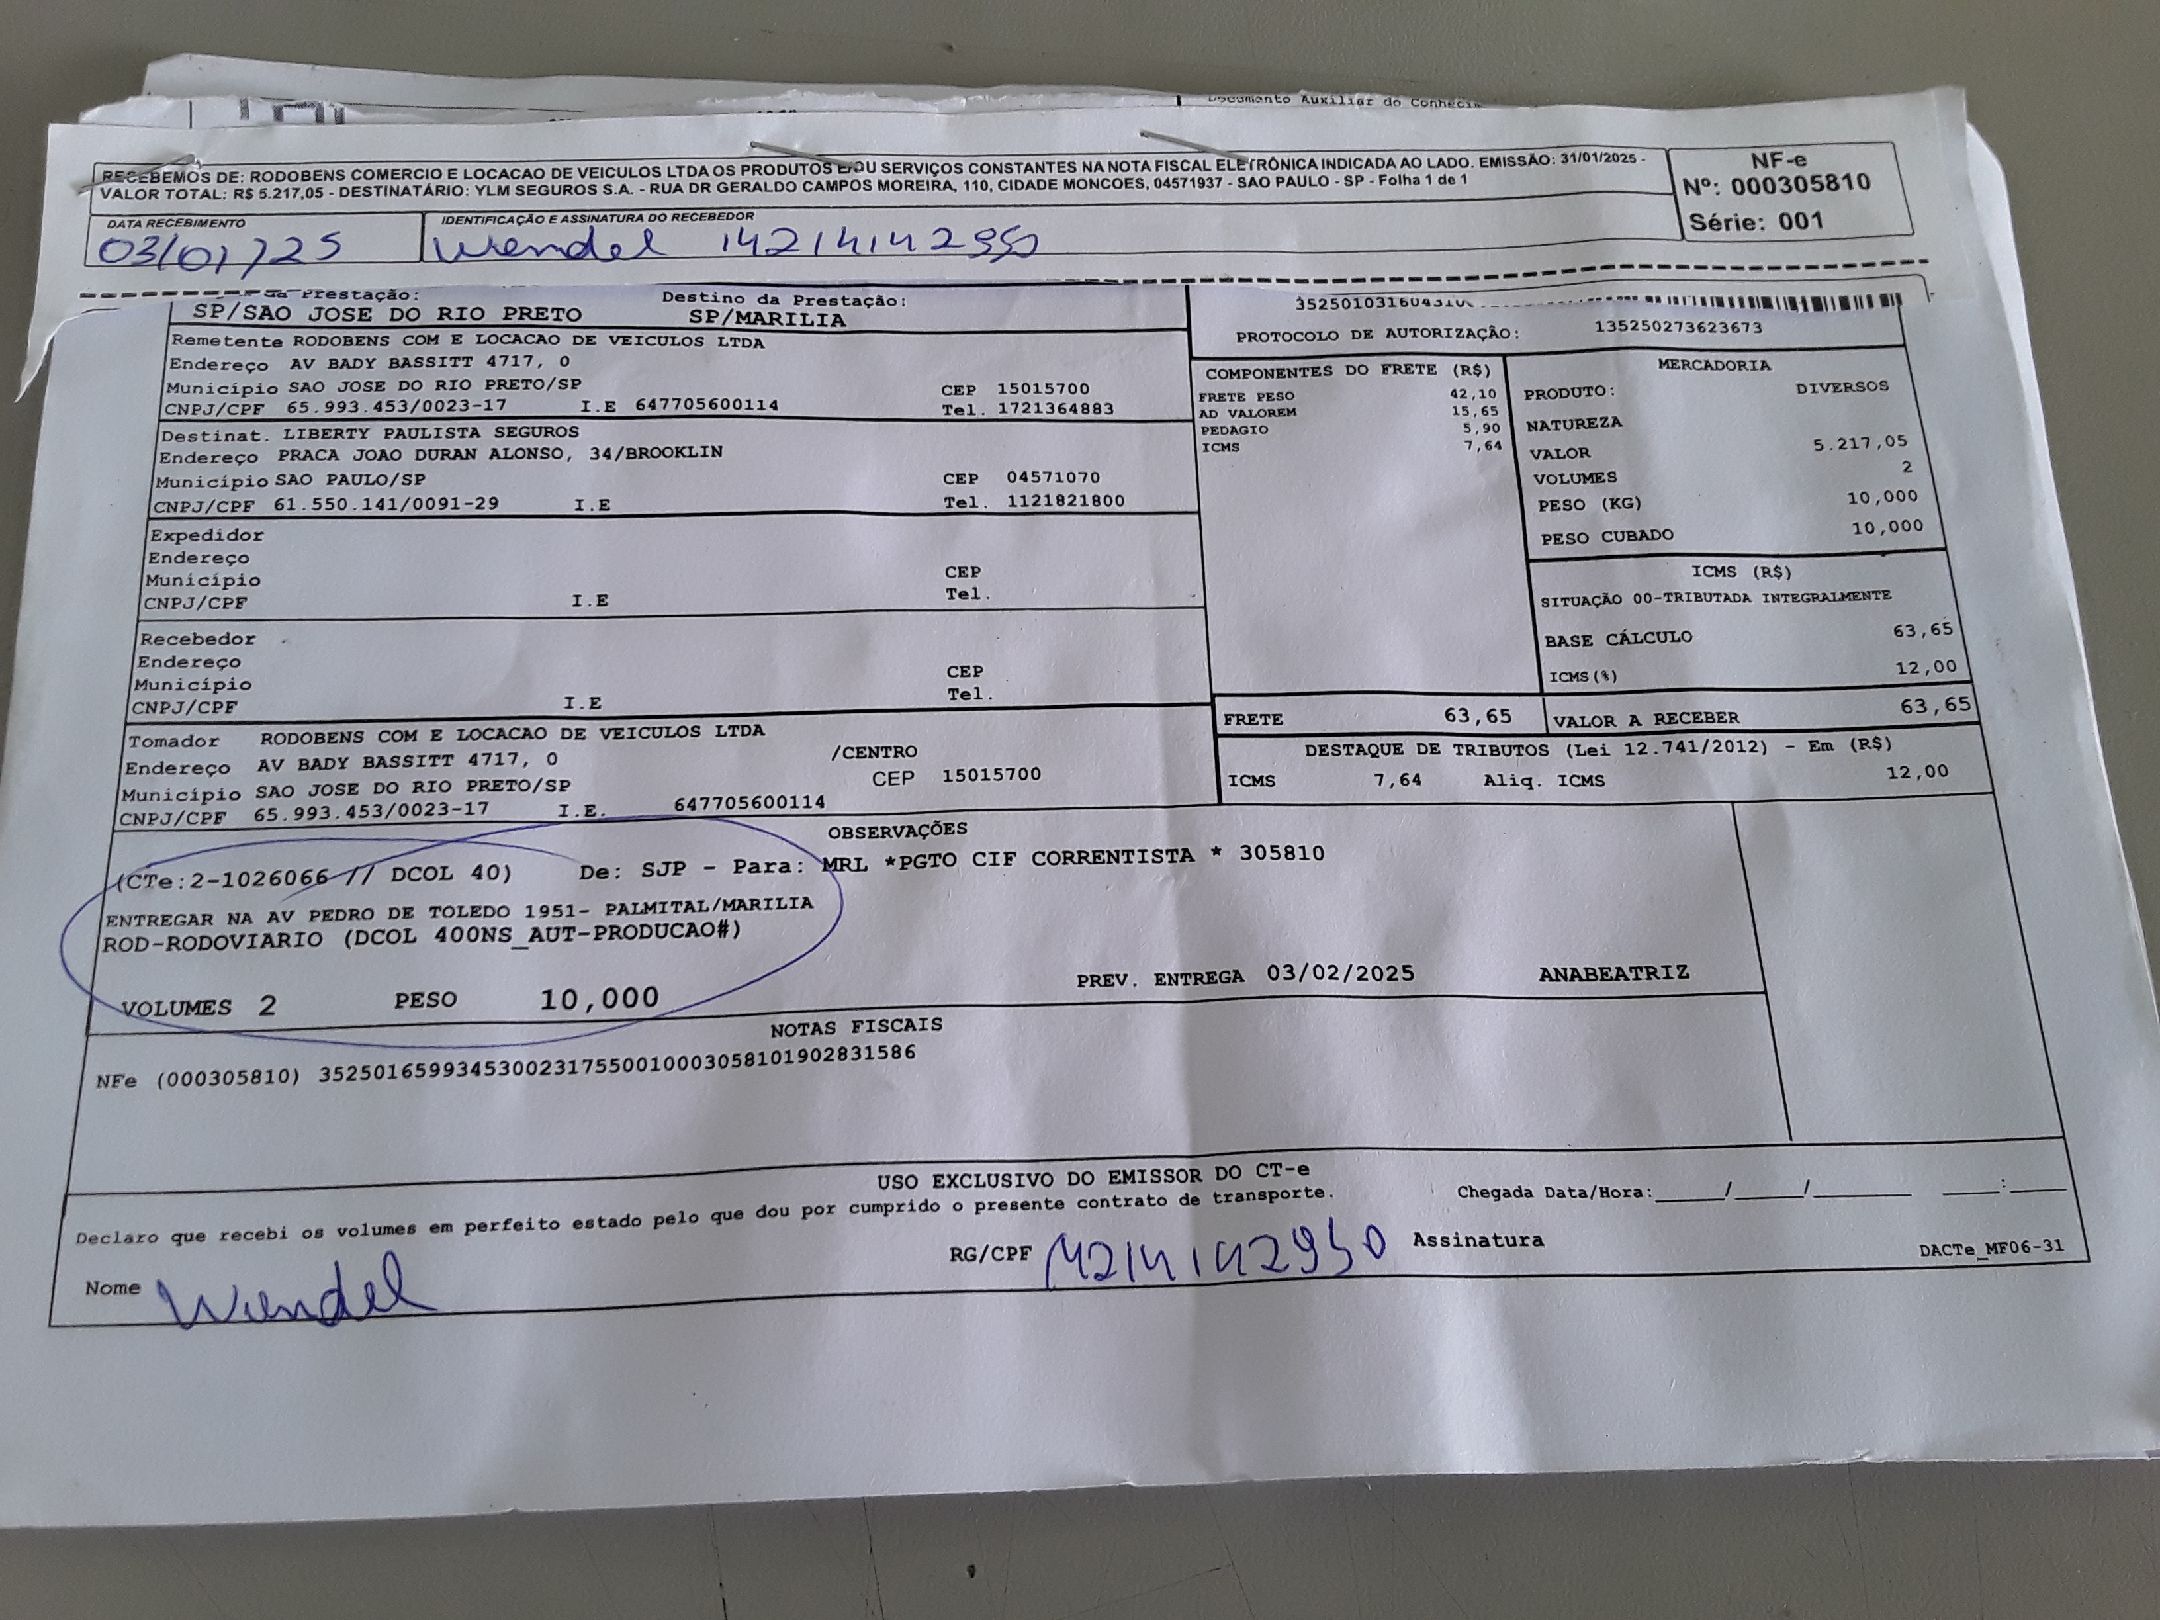 Documento Auxiliar do Conhecim
RECEBEMOS DE: RODOBENS COMERCIO E LOCACAO DE VEICULOS LTDA OS PRODUTOS E/OU SERVIÇOS CONSTANTES NA NOTA FISCAL ELETRÔNICA INDICADA AO LADO. EMISSÃO: 31/01/2025 -
VALOR TOTAL: R$ 5.217,05 - DESTINATÁRIO: YLM SEGUROS S.A. - RUA DR GERALDO CAMPOS MOREIRA, 110, CIDADE MONCOES, 04571937 - SAO PAULO - SP - Folha 1 de 1
NF-e
Nº: 000305810
Série: 001
DATA RECEBIMENTO
03/01/25
IDENTIFICAÇÃO E ASSINATURA DO RECEBEDOR
Wendel 14214142950
da Prestação: Destino da Prestação:
SP/SAO JOSE DO RIO PRETO SP/MARILIA
PROTOCOLO DE AUTORIZAÇÃO: 135250273623673
Remetente RODOBENS COM E LOCACAO DE VEICULOS LTDA
Endereço AV BADY BASSITT 4717, 0
Município SAO JOSE DO RIO PRETO/SP CEP 15015700
CNPJ/CPF 65.993.453/0023-17 I.E 647705600114 Tel. 1721364883
Destinat. LIBERTY PAULISTA SEGUROS
Endereço PRACA JOAO DURAN ALONSO, 34/BROOKLIN
Município SAO PAULO/SP CEP 04571070
CNPJ/CPF 61.550.141/0091-29 I.E Tel. 1121821800
Expedidor
Endereço
Município CEP
CNPJ/CPF I.E Tel.
Recebedor
Endereço
Município CEP
CNPJ/CPF I.E Tel.
Tomador RODOBENS COM E LOCACAO DE VEICULOS LTDA
Endereço AV BADY BASSITT 4717, 0 /CENTRO
Município SAO JOSE DO RIO PRETO/SP CEP 15015700
CNPJ/CPF 65.993.453/0023-17 I.E. 647705600114
COMPONENTES DO FRETE (R$)
FRETE PESO 42,10
AD VALOREM 15,65
PEDAGIO 5,90
ICMS 7,64
MERCADORIA
PRODUTO: DIVERSOS
NATUREZA
VALOR 5.217,05
VOLUMES 2
PESO (KG) 10,000
PESO CUBADO 10,000
ICMS (R$)
SITUAÇÃO 00-TRIBUTADA INTEGRALMENTE
BASE CÁLCULO 63,65
ICMS(%) 12,00
FRETE 63,65 VALOR A RECEBER 63,65
DESTAQUE DE TRIBUTOS (Lei 12.741/2012) - Em (R$)
ICMS 7,64 Aliq. ICMS 12,00
OBSERVAÇÕES
(CTe:2-1026066 // DCOL 40) De: SJP - Para: MRL *PGTO CIF CORRENTISTA * 305810
ENTREGAR NA AV PEDRO DE TOLEDO 1951- PALMITAL/MARILIA
ROD-RODOVIARIO (DCOL 400NS_AUT-PRODUCAO#)
PREV. ENTREGA 03/02/2025 ANABEATRIZ
VOLUMES 2 PESO 10,000
NOTAS FISCAIS
NFe (000305810) 35250165993453002317550010003058101902831586
USO EXCLUSIVO DO EMISSOR DO CT-e
Declaro que recebi os volumes em perfeito estado pelo que dou por cumprido o presente contrato de transporte. Chegada Data/Hora:_____/_____/_______ ____:____
Nome Wendel RG/CPF 14214142950 Assinatura DACTe_MF06-31